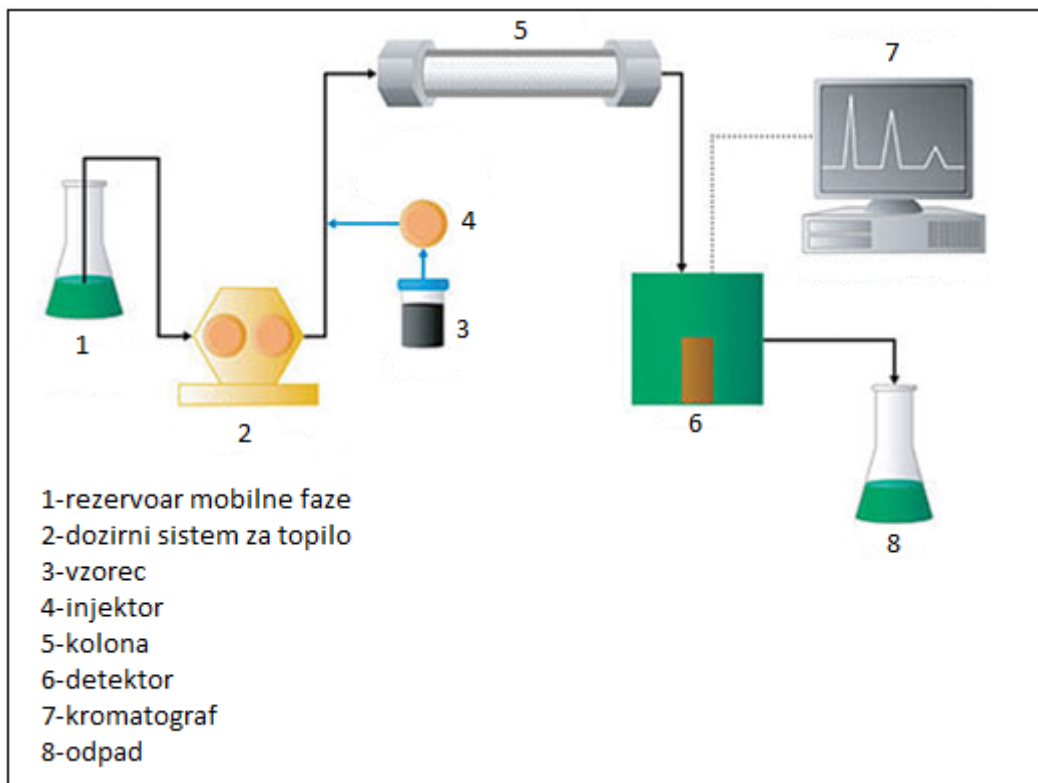 5
7
4
3
1
2
6
8
1-rezervoar mobilne faze
2-dozirni sistem za topilo
3-vzorec
4-injektor
5-kolona
6-detektor
7-kromatograf
8-odpad